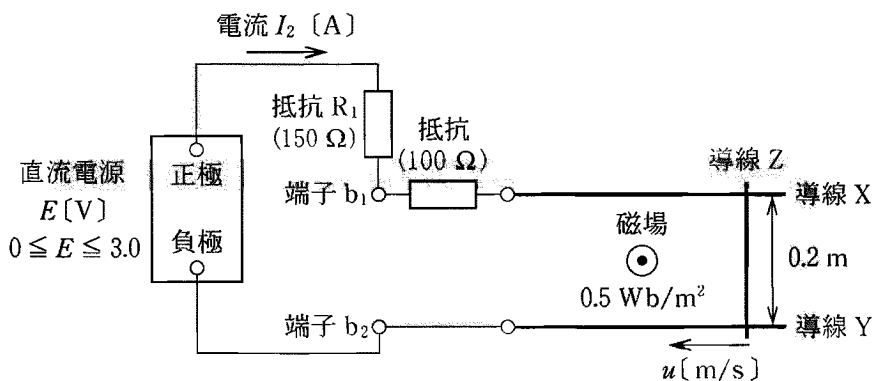 電流 I₂〔A〕
抵抗 R₁
(150 Ω)
抵抗
(100 Ω)
直流電源
E〔V〕
0 ≦ E ≦ 3.0
正極
負極
端子 b₁
端子 b₂
導線 Z
導線 X
磁場
0.5 Wb/m²
0.2 m
導線 Y
u〔m/s〕